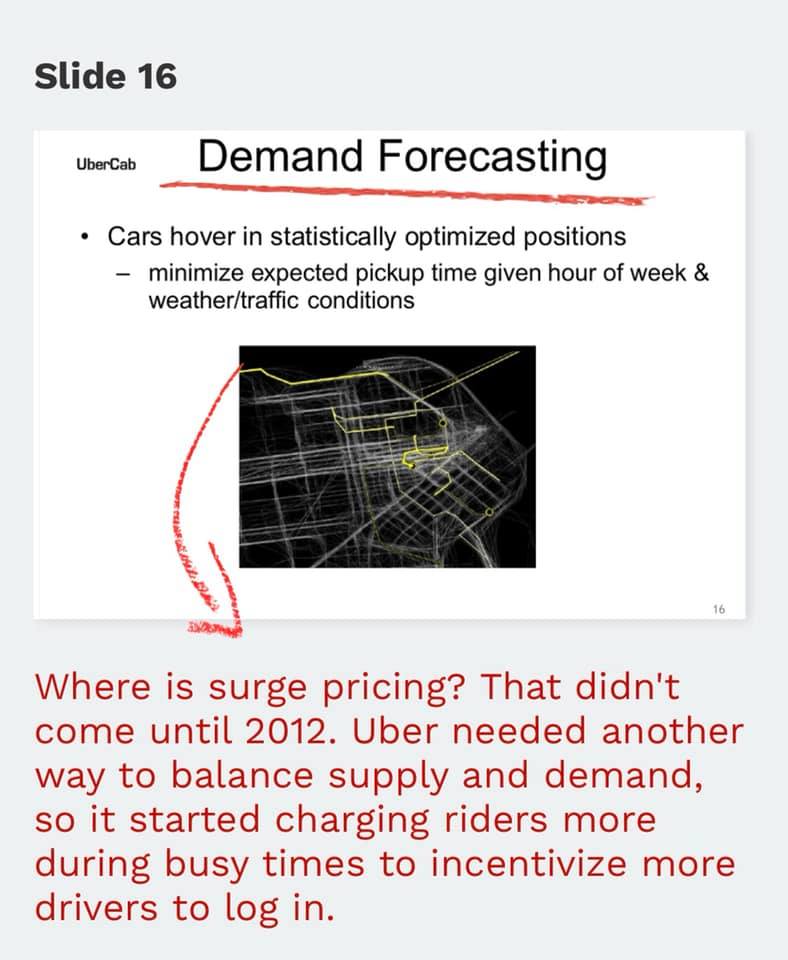 Slide 16
UberCab
Demand Forecasting
• Cars hover in statistically optimized positions
– minimize expected pickup time given hour of week &
weather/traffic conditions
16
Where is surge pricing? That didn't
come until 2012. Uber needed another
way to balance supply and demand,
so it started charging riders more
during busy times to incentivize more
drivers to log in.